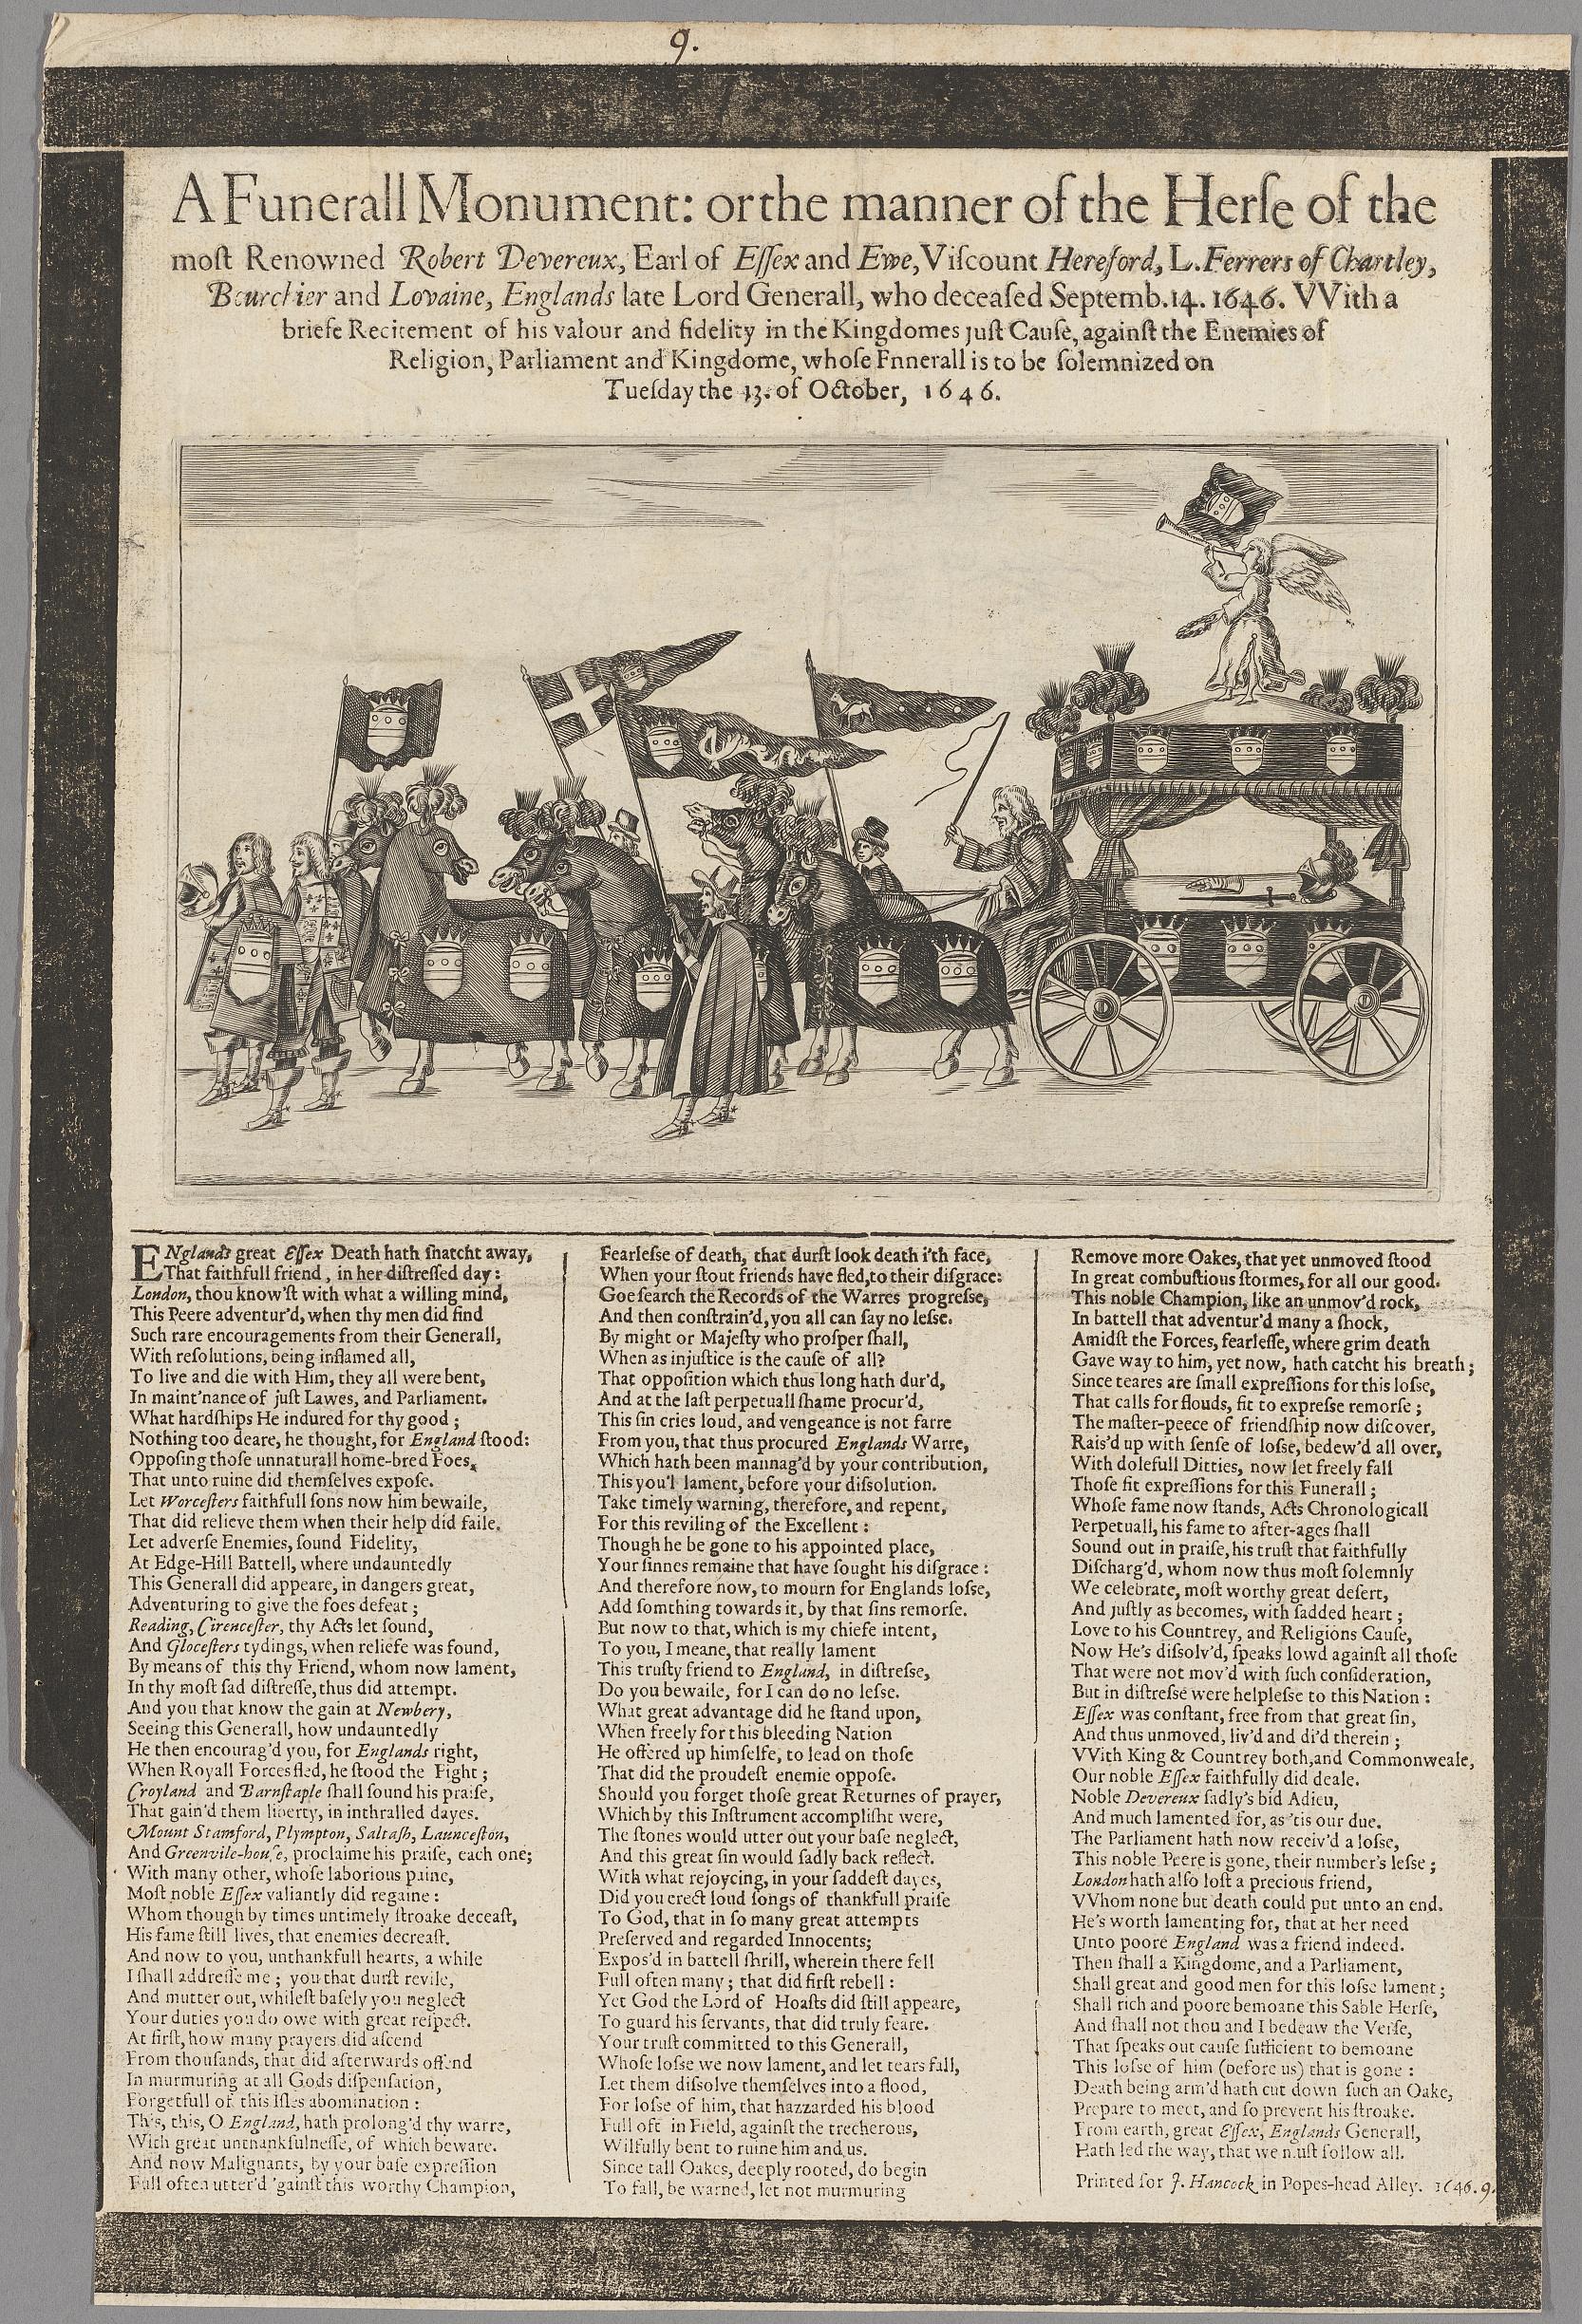 9.
A Funerall Monument: or the manner of the Herſe of the
moſt Renowned Robert Devereux, Earl of Eſſex and Ewe, Viſcount Hereford, L. Ferrers of Chartley,
Bourchier and Lovaine, Englands late Lord Generall, who deceaſed Septemb. 14. 1646. VVith a
briefe Recitement of his valour and fidelity in the Kingdomes juſt Cauſe, againſt the Enemies of
Religion, Parliament and Kingdome, whoſe Fnnerall is to be ſolemnized on
Tueſday the 13. of October, 1646.
ENglands great Eſſex Death hath ſnatcht away,
That faithfull friend, in her diſtreſſed day:
London, thou know'ſt with what a willing mind,
This Peere adventur'd, when thy men did find
Such rare encouragements from their Generall,
With reſolutions, being inflamed all,
To live and die with Him, they all were bent,
In maint'nance of juſt Lawes, and Parliament.
What hardſhips He indured for thy good;
Nothing too deare, he thought, for England ſtood:
Oppoſing thoſe unnaturall home-bred Foes,
That unto ruine did themſelves expoſe.
Let Worceſters faithfull ſons now him bewaile,
That did relieve them when their help did faile.
Let adverſe Enemies, ſound Fidelity,
At Edge-Hill Battell, where undauntedly
This Generall did appeare, in dangers great,
Adventuring to give the foes defeat;
Reading, Cirenceſter, thy Acts let ſound,
And Gloceſters tydings, when reliefe was found,
By means of this thy Friend, whom now lament,
In thy moſt ſad diſtreſſe, thus did attempt.
And you that know the gain at Newbery,
Seeing this Generall, how undauntedly
He then encourag'd you, for Englands right,
When Royall Forces fled, he ſtood the Fight;
Croyland and Barnſtaple ſhall ſound his praiſe,
That gain'd them liberty, in inthralled dayes.
Mount Stamford, Plympton, Saltaſh, Launceſton,
And Greenvile-houſe, proclaime his praiſe, each one;
With many other, whoſe laborious paine,
Moſt noble Eſſex valiantly did regaine:
Whom though by times untimely ſtroake deceaſt,
His fame ſtill lives, that enemies decreaſt.
And now to you, unthankfull hearts, a while
I ſhall addreſſe me; you that durſt revile,
And mutter out, whileſt baſely you neglect
Your duties you do owe with great reſpect.
At firſt, how many prayers did aſcend
From thouſands, that did afterwards offend
In murmuring at all Gods diſpenſation,
Forgetfull of this Iſles abomination:
This, this, O England, hath prolong'd thy warre,
With great unthankfulneſſe, of which beware.
And now Malignants, by your baſe expreſſion
Full often utter'd 'gainſt this worthy Champion,
Fearleſſe of death, that durſt look death i'th face,
When your ſtout friends have fled, to their diſgrace:
Goe ſearch the Records of the Warres progreſſe,
And then conſtrain'd, you all can ſay no leſſe.
By might or Majeſty who proſper ſhall,
When as injuſtice is the cauſe of all?
That oppoſition which thus long hath dur'd,
And at the laſt perpetuall ſhame procur'd,
This ſin cries loud, and vengeance is not farre
From you, that thus procured Englands Warre,
Which hath been mannag'd by your contribution,
This you'l lament, before your diſſolution.
Take timely warning, therefore, and repent,
For this reviling of the Excellent:
Though he be gone to his appointed place,
Your ſinnes remaine that have ſought his diſgrace:
And therefore now, to mourn for Englands loſſe,
Add ſomthing towards it, by that ſins remorſe.
But now to that, which is my chiefe intent,
To you, I meane, that really lament
This truſty friend to England, in diſtreſſe,
Do you bewaile, for I can do no leſſe.
What great advantage did he ſtand upon,
When freely for this bleeding Nation
He offered up himſelfe, to lead on thoſe
That did the proudeſt enemie oppoſe.
Should you forget thoſe great Returnes of prayer,
Which by this Inſtrument accompliſht were,
The ſtones would utter out your baſe neglect,
And this great ſin would ſadly back reflect.
With what rejoycing, in your ſaddeſt dayes,
Did you erect loud ſongs of thankfull praiſe
To God, that in ſo many great attempts
Preſerved and regarded Innocents;
Expos'd in battell ſhrill, wherein there fell
Full often many; that did firſt rebell:
Yet God the Lord of Hoaſts did ſtill appeare,
To guard his ſervants, that did truly feare.
Your truſt committed to this Generall,
Whoſe loſſe we now lament, and let tears fall,
Let them diſſolve themſelves into a flood,
For loſſe of him, that hazzarded his blood
Full oft in Field, againſt the trecherous,
Wilfully bent to ruine him and us.
Since tall Oakes, deeply rooted, do begin
To fall, be warned, let not murmuring
Remove more Oakes, that yet unmoved ſtood
In great combuſtious ſtormes, for all our good.
This noble Champion, like an unmov'd rock,
In battell that adventur'd many a ſhock,
Amidſt the Forces, fearleſſe, where grim death
Gave way to him, yet now, hath catcht his breath;
Since teares are ſmall expreſſions for this loſſe,
That calls for flouds, fit to expreſſe remorſe;
The maſter-peece of friendſhip now diſcover,
Rais'd up with ſenſe of loſſe, bedew'd all over,
With dolefull Ditties, now let freely fall
Thoſe fit expreſſions for this Funerall;
Whoſe fame now ſtands, Acts Chronologicall
Perpetuall, his fame to after-ages ſhall
Sound out in praiſe, his truſt that faithfully
Diſcharg'd, whom now thus moſt ſolemnly
We celebrate, moſt worthy great deſert,
And juſtly as becomes, with ſadded heart;
Love to his Countrey, and Religions Cauſe,
Now He's diſſolv'd, ſpeaks lowd againſt all thoſe
That were not mov'd with ſuch conſideration,
But in diſtreſſe were helpleſſe to this Nation:
Eſſex was conſtant, free from that great ſin,
And thus unmoved, liv'd and di'd therein;
VVith King & Countrey both, and Commonweale,
Our noble Eſſex faithfully did deale.
Noble Devereux ſadly's bid Adieu,
And much lamented for, as 'tis our due.
The Parliament hath now receiv'd a loſſe,
This noble Peere is gone, their number's leſſe;
London hath alſo loſt a precious friend,
VVhom none but death could put unto an end.
He's worth lamenting for, that at her need
Unto poore England was a friend indeed.
Then ſhall a Kingdome, and a Parliament,
Shall great and good men for this loſſe lament;
Shall rich and poore bemoane this Sable Herſe,
And ſhall not thou and I bedeaw the Verſe,
That ſpeaks out cauſe ſufficient to bemoane
This loſſe of him (before us) that is gone:
Death being arm'd hath cut down ſuch an Oake,
Prepare to meet, and ſo prevent his ſtroake.
From earth, great Eſſex, Englands Generall,
Hath led the way, that we muſt follow all.
Printed for J. Hancock in Popes-head Alley. 1646. 9.